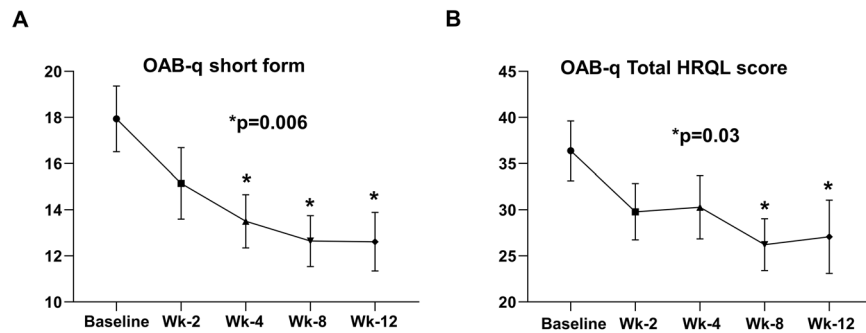 A
OAB-q short form
*p=0.006
20
18
16
14
12
10
*
*
*
Baseline Wk-2 Wk-4 Wk-8 Wk-12
B
OAB-q Total HRQL score
*p=0.03
45
40
35
30
25
20
*
*
Baseline Wk-2 Wk-4 Wk-8 Wk-12